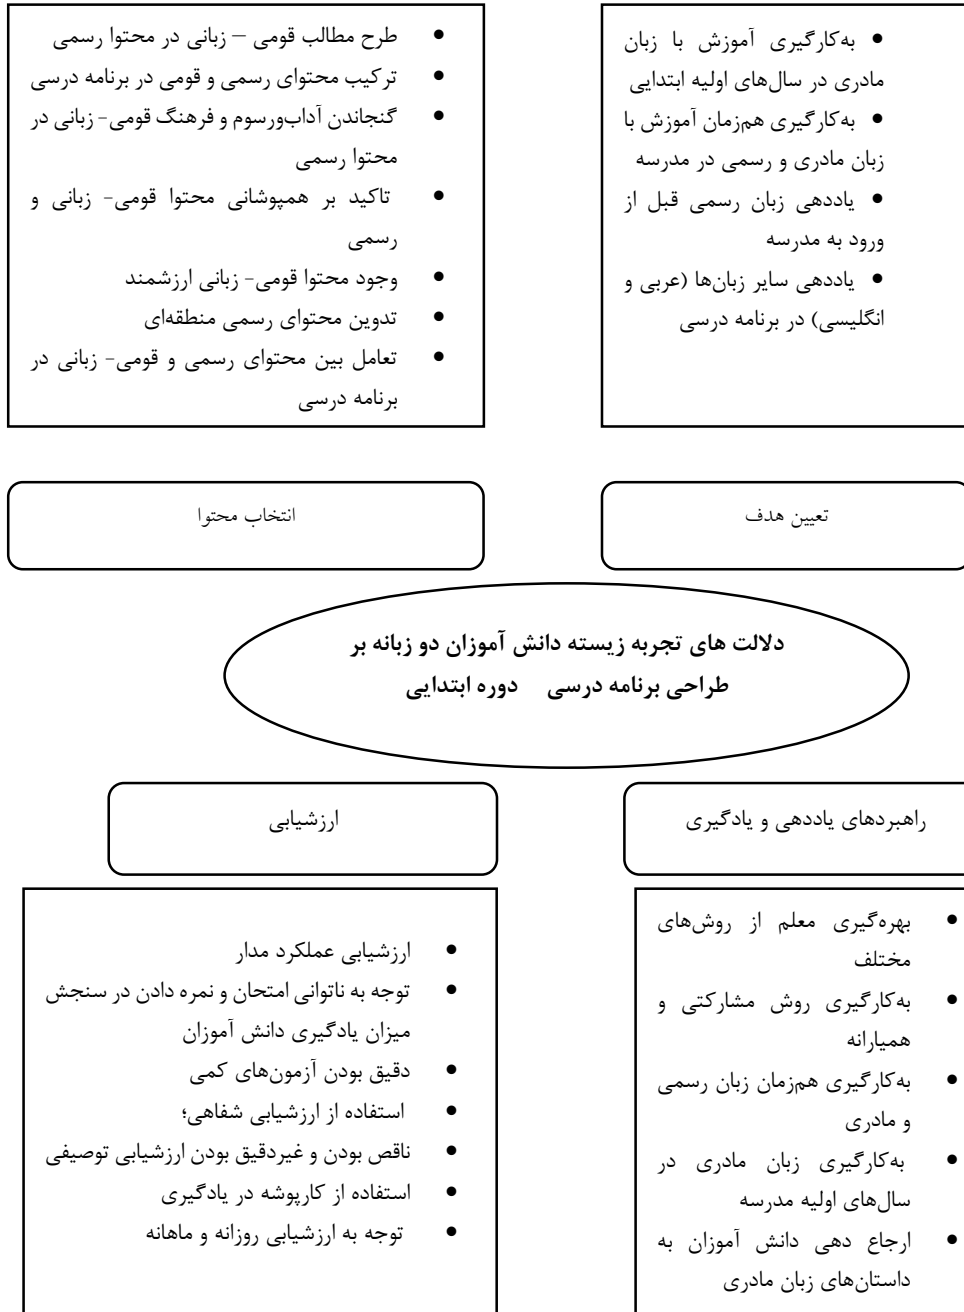 • به‌کارگیری آموزش با زبان
مادری در سال‌های اولیه ابتدایی
• به‌کارگیری هم‌زمان آموزش با
زبان مادری و رسمی در مدرسه
• یاددهی زبان رسمی قبل از
ورود به مدرسه
• یاددهی سایر زبان‌ها (عربی و
انگلیسی) در برنامه درسی
• طرح مطالب قومی – زبانی در محتوا رسمی
• ترکیب محتوای رسمی و قومی در برنامه درسی
• گنجاندن آداب‌ورسوم و فرهنگ قومی- زبانی در
محتوا رسمی
• تاکید بر همپوشانی محتوا قومی- زبانی و
رسمی
• وجود محتوا قومی- زبانی ارزشمند
• تدوین محتوای رسمی منطقه‌ای
• تعامل بین محتوای رسمی و قومی- زبانی در
برنامه درسی
تعیین هدف
انتخاب محتوا
دلالت های تجربه زیسته دانش آموزان دو زبانه بر
طراحی برنامه درسی دوره ابتدایی
راهبردهای یاددهی و یادگیری
ارزشیابی
• بهره‌گیری معلم از روش‌های
مختلف
• به‌کارگیری روش مشارکتی و
همیارانه
• به‌کارگیری هم‌زمان زبان رسمی
و مادری
• به‌کارگیری زبان مادری در
سال‌های اولیه مدرسه
• ارجاع دهی دانش آموزان به
داستان‌های زبان مادری
• ارزشیابی عملکرد مدار
• توجه به ناتوانی امتحان و نمره دادن در سنجش
میزان یادگیری دانش آموزان
• دقیق بودن آزمون‌های کمی
• استفاده از ارزشیابی شفاهی؛
• ناقص بودن و غیردقیق بودن ارزشیابی توصیفی
• استفاده از کارپوشه در یادگیری
• توجه به ارزشیابی روزانه و ماهانه